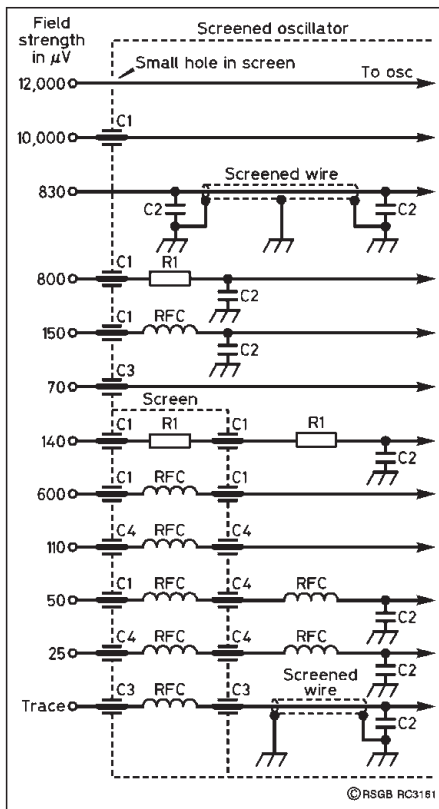 Field
strength
in µV
Screened oscillator
Small hole in screen
To osc
12,000
C1
10,000
Screened wire
830
C2
C2
C1
R1
800
C2
C1
RFC
150
C2
C3
70
Screen
C1
R1
C1
R1
140
C2
C1
RFC
C1
600
C4
RFC
C4
110
C1
RFC
C4
RFC
50
C2
C4
RFC
C4
RFC
25
C2
Screened
wire
C3
RFC
C3
Trace
C2
© RSGB RC3151